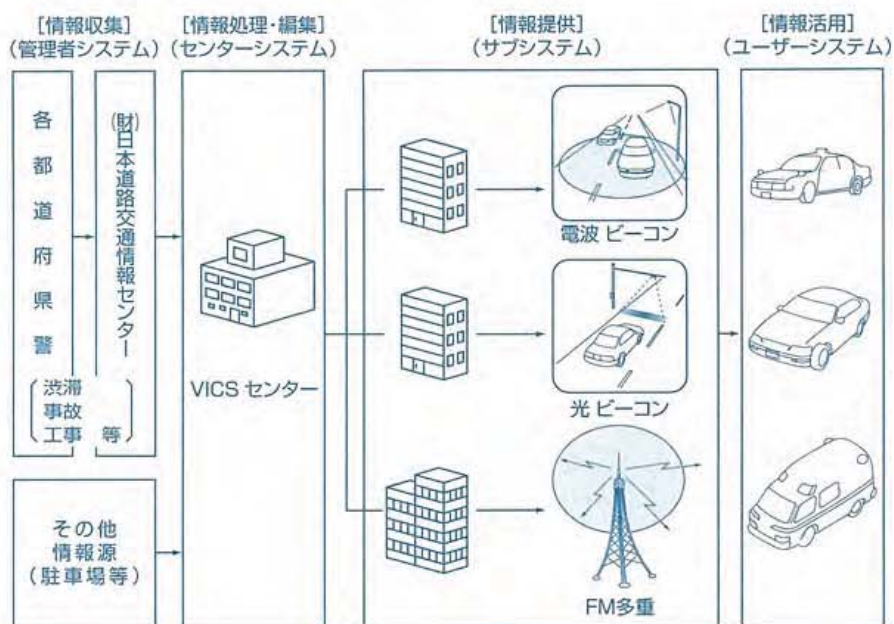 [情報収集]
(管理者システム)
[情報処理・編集]
(センターシステム)
[情報提供]
(サブシステム)
[情報活用]
(ユーザーシステム)
各都道府県警
(財)日本道路交通情報センター
渋滞
事故
工事 等
その他
情報源
(駐車場等)
VICS センター
電波 ビーコン
光 ビーコン
FM多重